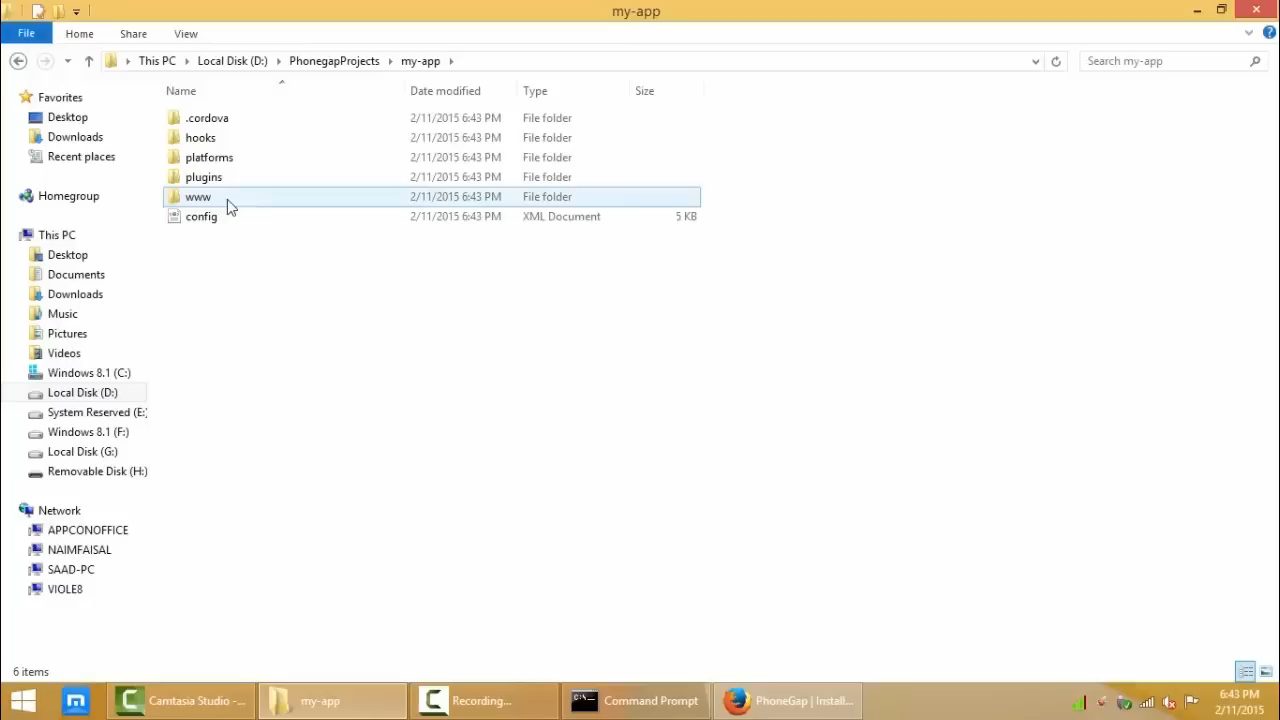 my-app
File Home Share View
This PC Local Disk (D:) PhonegapProjects my-app Search my-app
Name Date modified Type Size
.cordova 2/11/2015 6:43 PM File folder
hooks 2/11/2015 6:43 PM File folder
platforms 2/11/2015 6:43 PM File folder
plugins 2/11/2015 6:43 PM File folder
www 2/11/2015 6:43 PM File folder
config 2/11/2015 6:43 PM XML Document 5 KB
Favorites
Desktop
Downloads
Recent places
Homegroup
This PC
Desktop
Documents
Downloads
Music
Pictures
Videos
Windows 8.1 (C:)
Local Disk (D:)
System Reserved (E:)
Windows 8.1 (F:)
Local Disk (G:)
Removable Disk (H:)
Network
APPCONOFFICE
NAIMFAISAL
SAAD-PC
VIOLE8
6 items
Camtasia Studio -... my-app Recording... Command Prompt PhoneGap | Install...
6:43 PM
2/11/2015